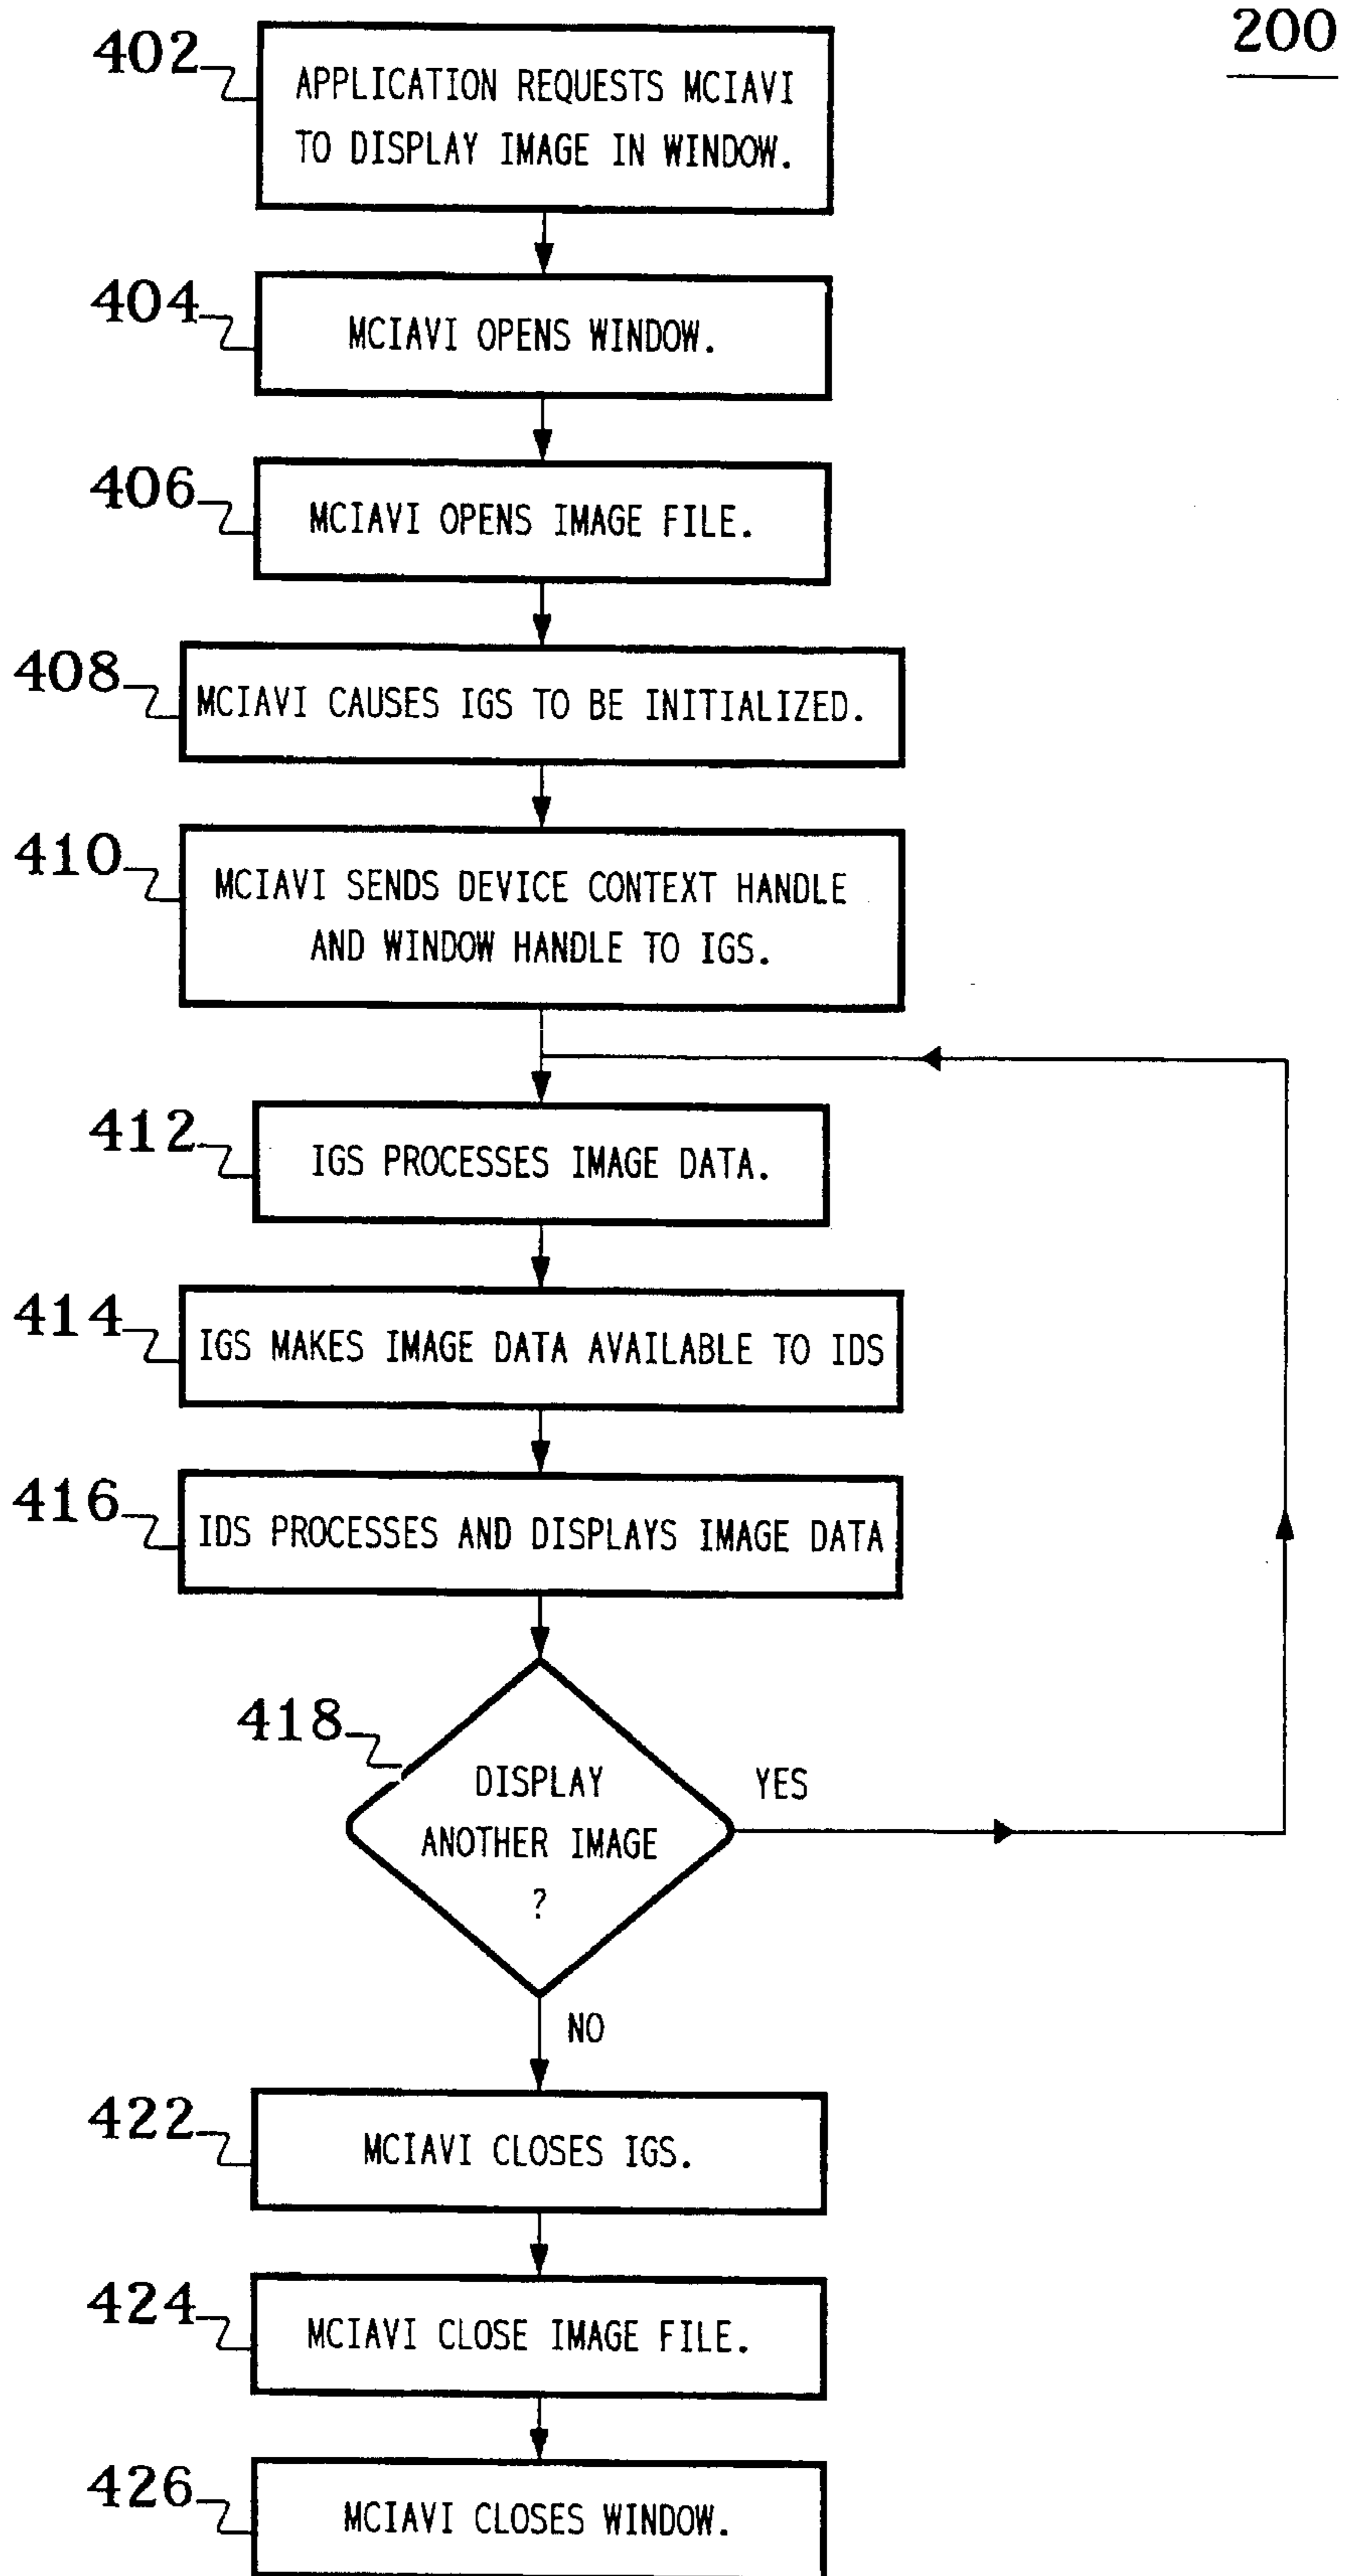 200
402
APPLICATION REQUESTS MCIAVI
TO DISPLAY IMAGE IN WINDOW.
404
MCIAVI OPENS WINDOW.
406
MCIAVI OPENS IMAGE FILE.
408
MCIAVI CAUSES IGS TO BE INITIALIZED.
410
MCIAVI SENDS DEVICE CONTEXT HANDLE
AND WINDOW HANDLE TO IGS.
412
IGS PROCESSES IMAGE DATA.
414
IGS MAKES IMAGE DATA AVAILABLE TO IDS
416
IDS PROCESSES AND DISPLAYS IMAGE DATA
418
DISPLAY
ANOTHER IMAGE
?
YES
NO
422
MCIAVI CLOSES IGS.
424
MCIAVI CLOSE IMAGE FILE.
426
MCIAVI CLOSES WINDOW.